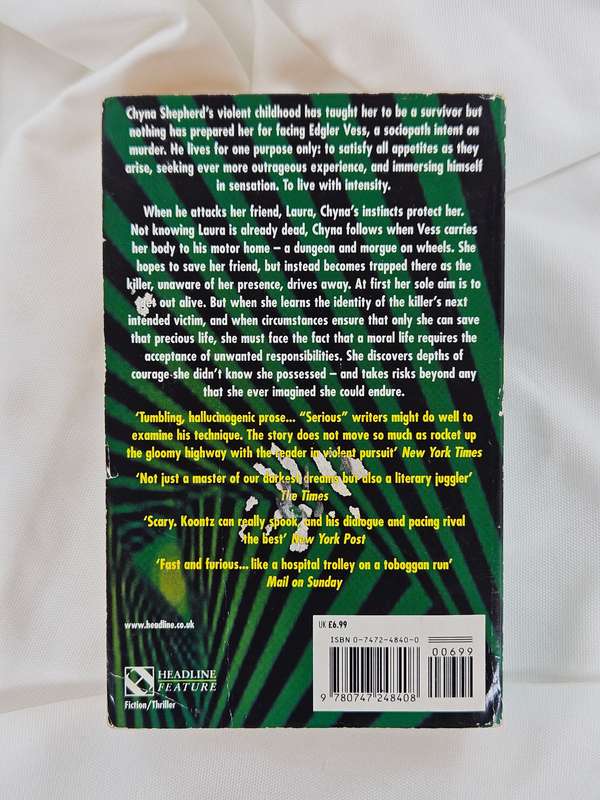 Chyna Shepherd's violent childhood has taught her to be a survivor but
nothing has prepared her for facing Edgler Vess, a sociopath intent on
murder. He lives for one purpose only: to satisfy all appetites as they
arise, seeking ever more outrageous experience, and immersing himself
in sensation. To live with intensity.
When he attacks her friend, Laura, Chyna's instincts protect her.
Not knowing Laura is already dead, Chyna follows when Vess carries
her body to his motor home – a dungeon and morgue on wheels. She
hopes to save her friend, but instead becomes trapped there as the
killer, unaware of her presence, drives away. At first her sole aim is to
get out alive. But when she learns the identity of the killer's next
intended victim, and when circumstances ensure that only she can save
that precious life, she must face the fact that a moral life requires the
acceptance of unwanted responsibilities. She discovers depths of
courage she didn't know she possessed – and takes risks beyond any
that she ever imagined she could endure.
'Tumbling, hallucinogenic prose... "Serious" writers might do well to
examine his technique. The story does not move so much as rocket up
the gloomy highway with the reader in violent pursuit' New York Times
'Not just a master of our darkest dreams but also a literary juggler'
The Times
'Scary. Koontz can really spook, and his dialogue and pacing rival
the best' New York Post
'Fast and furious... like a hospital trolley on a toboggan run'
Mail on Sunday
www.headline.co.uk
HEADLINE
FEATURE
Fiction/Thriller
UK £6.99
ISBN 0-7472-4840-0
00699
9 780747 248408